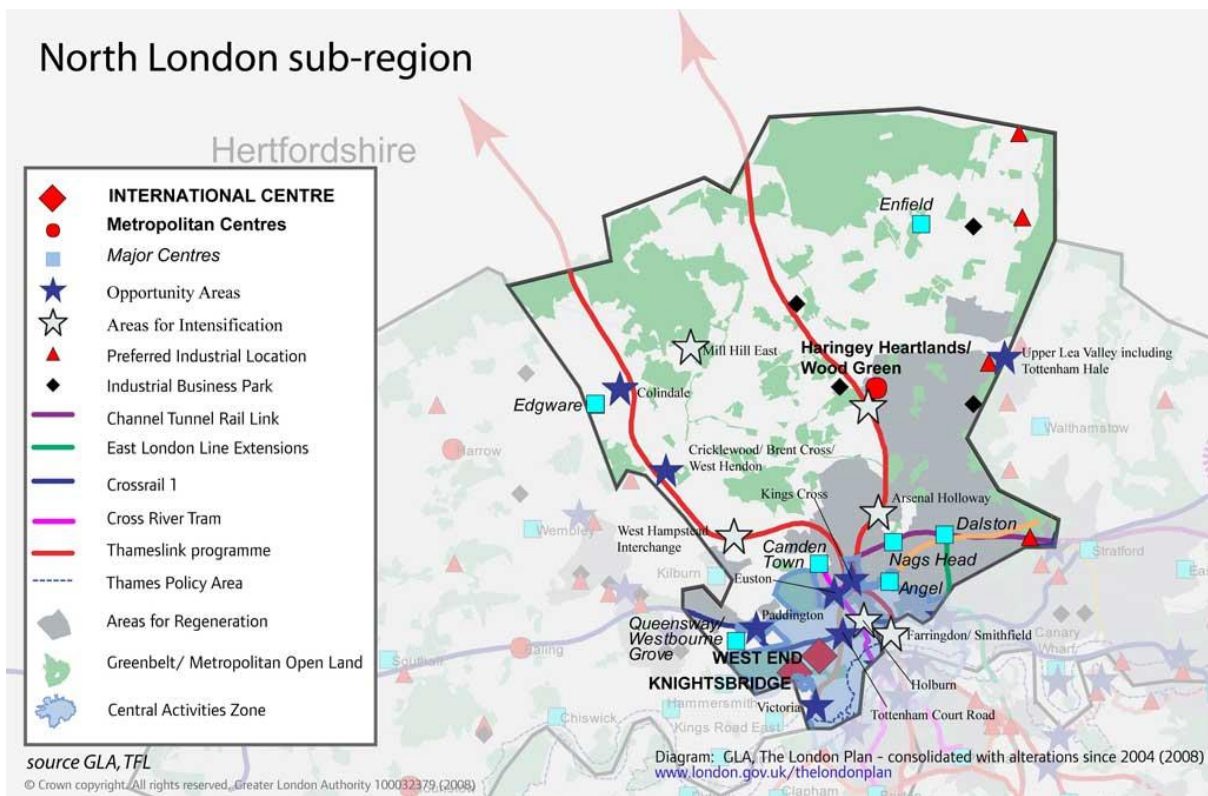 North London sub-region
Hertfordshire
INTERNATIONAL CENTRE
Metropolitan Centres
Major Centres
Opportunity Areas
Areas for Intensification
Preferred Industrial Location
Industrial Business Park
Channel Tunnel Rail Link
East London Line Extensions
Crossrail 1
Cross River Tram
Thameslink programme
Thames Policy Area
Areas for Regeneration
Greenbelt/ Metropolitan Open Land
Central Activities Zone
Enfield
Mill Hill East
Haringey Heartlands/
Wood Green
Upper Lea Valley including
Tottenham Hale
Colindale
Edgware
Walthamstow
Harrow
Cricklewood/ Brent Cross/
West Hendon
Kings Cross
Arsenal Holloway
Wembley
West Hampstead
Interchange
Dalston
Camden
Town
Nags Head
Stratford
Kilburn
Euston
Angel
Paddington
Queensway/
Westbourne
Grove
Farringdon/ Smithfield
Canary
Wharf
Southall
Ealing
WEST END
KNIGHTSBRIDGE
Holburn
Hammersmith
Victoria
Tottenham Court Road
Chiswick
Kings Road East
source GLA,TFL
Diagram: GLA, The London Plan - consolidated with alterations since 2004 (2008)
www.london.gov.uk/thelondonplan
© Crown copyright. All rights reserved, Greater London Authority 100032379 (2008)
Clapham